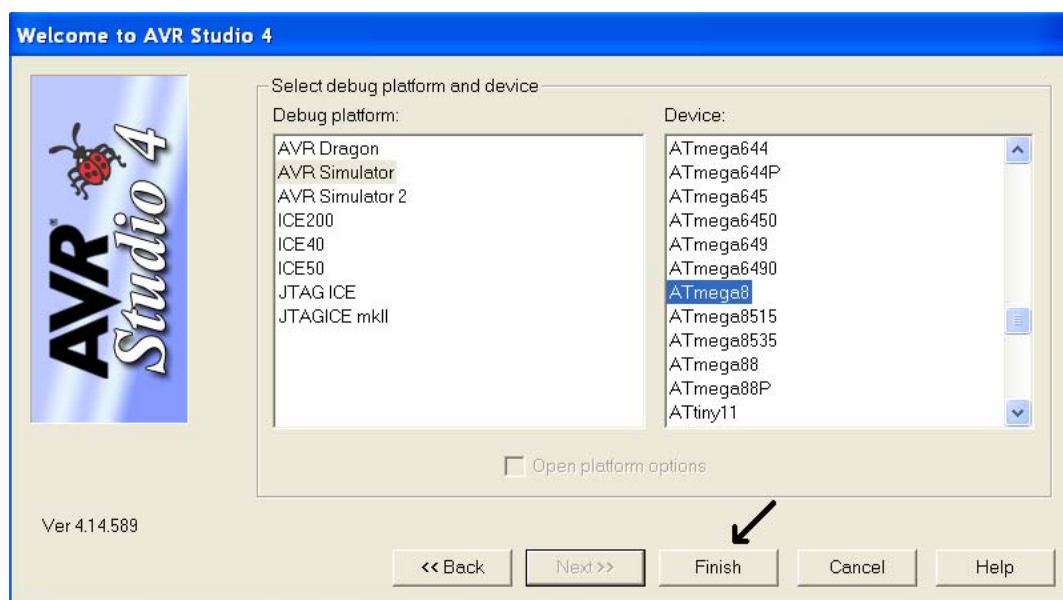 Welcome to AVR Studio 4
AVR® Studio 4
Select debug platform and device
Debug platform:
AVR Dragon
AVR Simulator
AVR Simulator 2
ICE200
ICE40
ICE50
JTAG ICE
JTAGICE mkII
Device:
ATmega644
ATmega644P
ATmega645
ATmega6450
ATmega649
ATmega6490
ATmega8
ATmega8515
ATmega8535
ATmega88
ATmega88P
ATtiny11
Open platform options
Ver 4.14.589
<< Back
Next >>
Finish
Cancel
Help